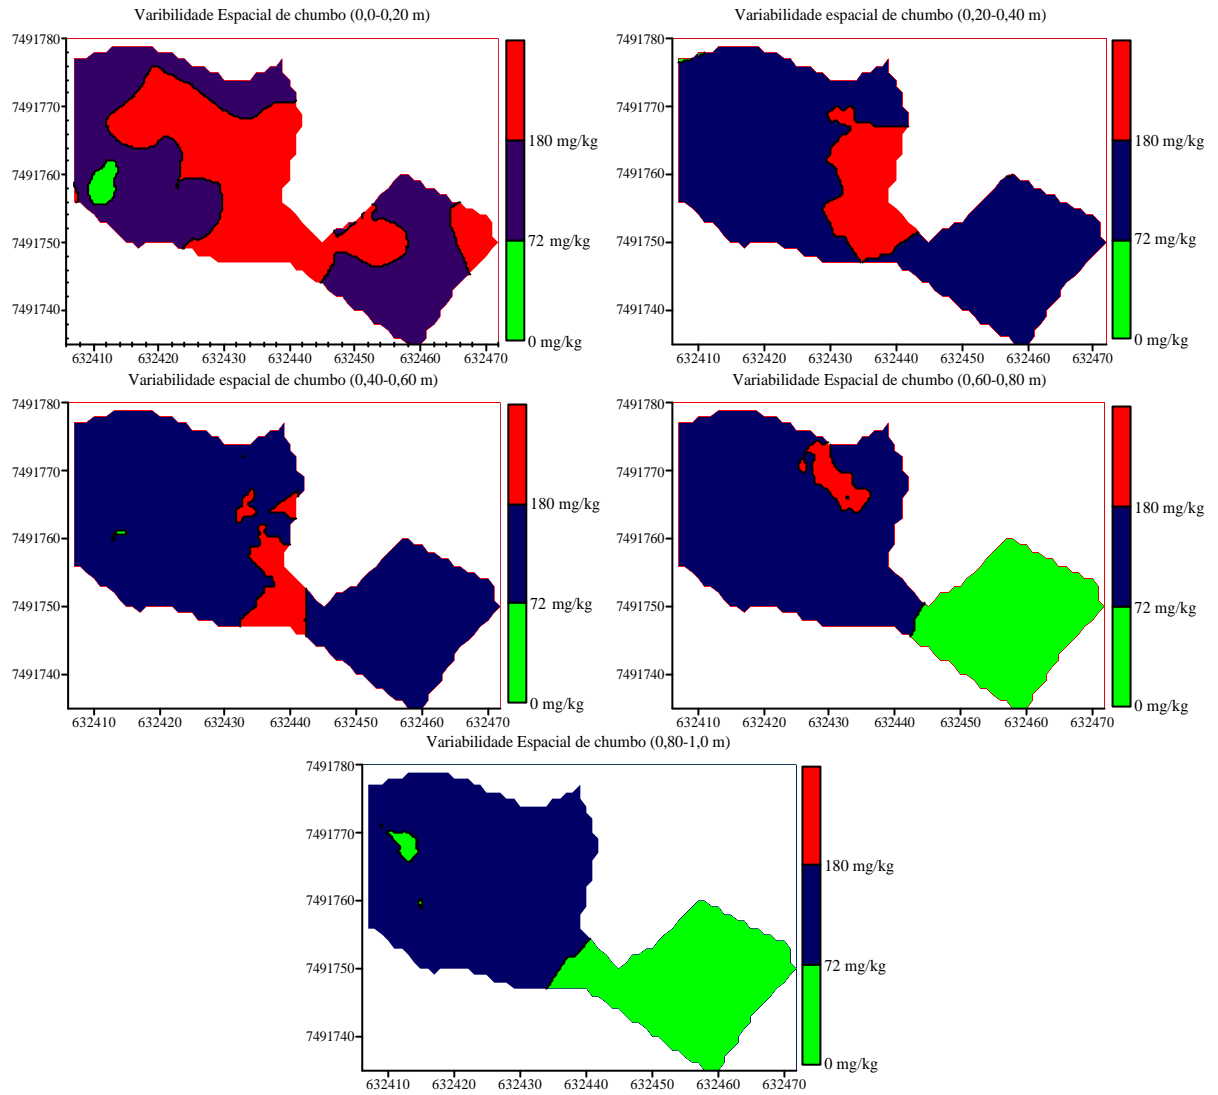 Varibilidade Espacial de chumbo (0,0-0,20 m)
7491780
7491770
7491760
7491750
7491740
632410 632420 632430 632440 632450 632460 632470
180 mg/kg
72 mg/kg
0 mg/kg
Variabilidade espacial de chumbo (0,20-0,40 m)
7491780
7491770
7491760
7491750
7491740
632410 632420 632430 632440 632450 632460 632470
180 mg/kg
72 mg/kg
0 mg/kg
Variabilidade espacial de chumbo (0,40-0,60 m)
7491780
7491770
7491760
7491750
7491740
632410 632420 632430 632440 632450 632460 632470
180 mg/kg
72 mg/kg
0 mg/kg
Variabilidade Espacial de chumbo (0,60-0,80 m)
7491780
7491770
7491760
7491750
7491740
632410 632420 632430 632440 632450 632460 632470
180 mg/kg
72 mg/kg
0 mg/kg
Variabilidade Espacial de chumbo (0,80-1,0 m)
7491780
7491770
7491760
7491750
7491740
632410 632420 632430 632440 632450 632460 632470
180 mg/kg
72 mg/kg
0 mg/kg